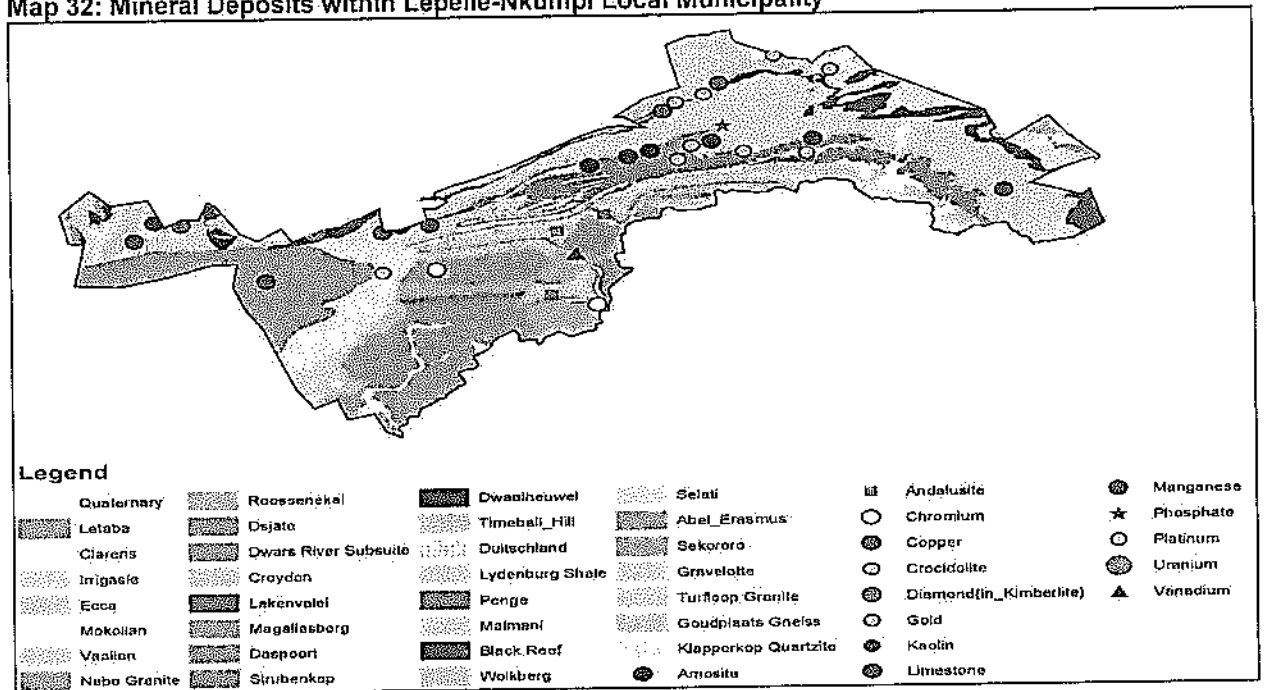 Map 32: Mineral Deposits within Lepelle-Nkumpi Local Municipality
Legend
Quaternary
Letaba
Clarens
Irrigasie
Ecca
Mokolian
Vaalian
Nebo Granite
Roossenekal
Dsjate
Dwars River Subsuite
Croydon
Lakenvalei
Magaliesberg
Daspoort
Strubenkop
Dwaalheuwel
Timeball_Hill
Duitschland
Lydenburg Shale
Penge
Malmani
Black Reef
Wolkberg
Selati
Abel_Erasmus
Sekororo
Gravelotte
Turfloop Granite
Goudplaats Gneiss
Klapperkop Quartzite
Amosite
Andalusite
Chromium
Copper
Crocidolite
Diamond(in_Kimberlite)
Gold
Kaolin
Limestone
Manganese
Phosphate
Platinum
Uranium
Vanadium